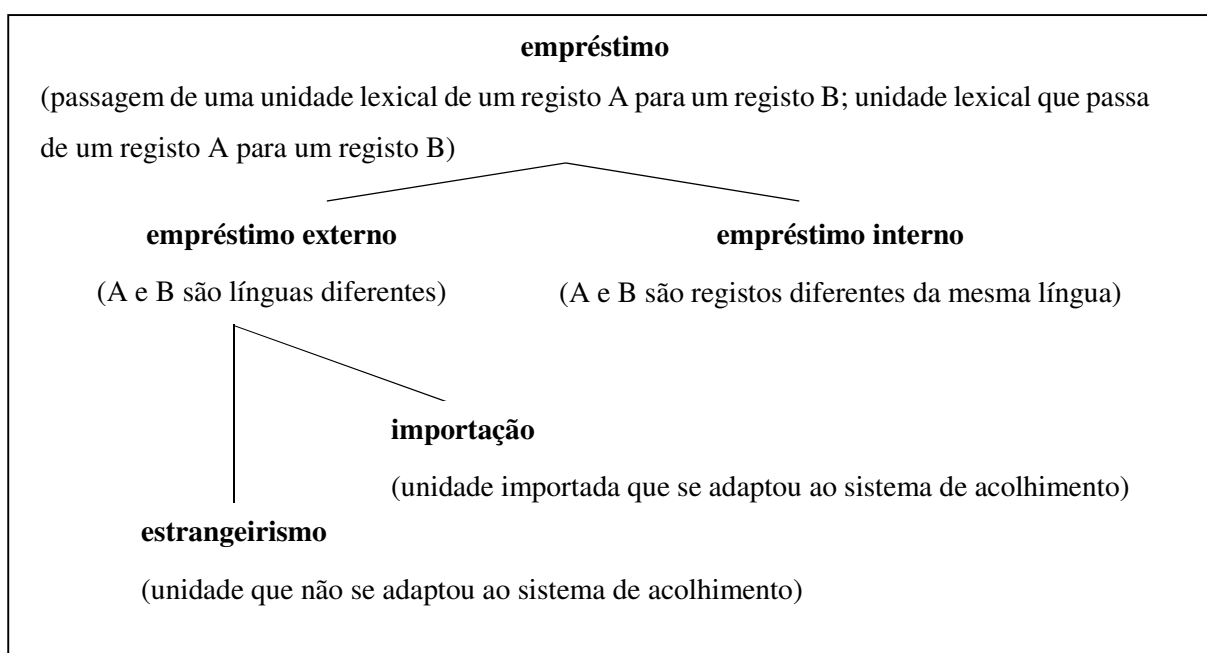 empréstimo
(passagem de uma unidade lexical de um registo A para um registo B; unidade lexical que passa
de um registo A para um registo B)
empréstimo externo
empréstimo interno
(A e B são línguas diferentes)
(A e B são registos diferentes da mesma língua)
importação
(unidade importada que se adaptou ao sistema de acolhimento)
estrangeirismo
(unidade que não se adaptou ao sistema de acolhimento)